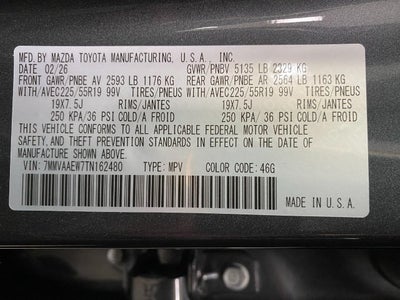 MFD.BY MAZDA TOYOTA MANUFACTURING, U.S.A., INC.
DATE 02/26 GVWR/PNBV 5135 LB 2329 KG
FRONT GAWR/PNBE AV 2593 LB 1176 KG REAR GAWR/PNBE AR 2564 LB 1163 KG
WITH/AVEC225/55R19 99V TIRES/PNEUS WITH/AVEC225/55R19 99V TIRES/PNEUS
19X7.5J RIMS/JANTES 19X7.5J RIMS/JANTES
250 KPA/36 PSI COLD/A FROID 250 KPA/36 PSI COLD/A FROID
THIS VEHICLE CONFORMS TO ALL APPLICABLE FEDERAL MOTOR VEHICLE
SAFETY,AND THEFT PREVENTION STANDARDS IN EFFECT ON THE DATE OF
MANUFACTURE SHOWN ABOVE.
VIN: 7MMVAAEW7TN162480 TYPE: MPV COLOR CODE: 46G